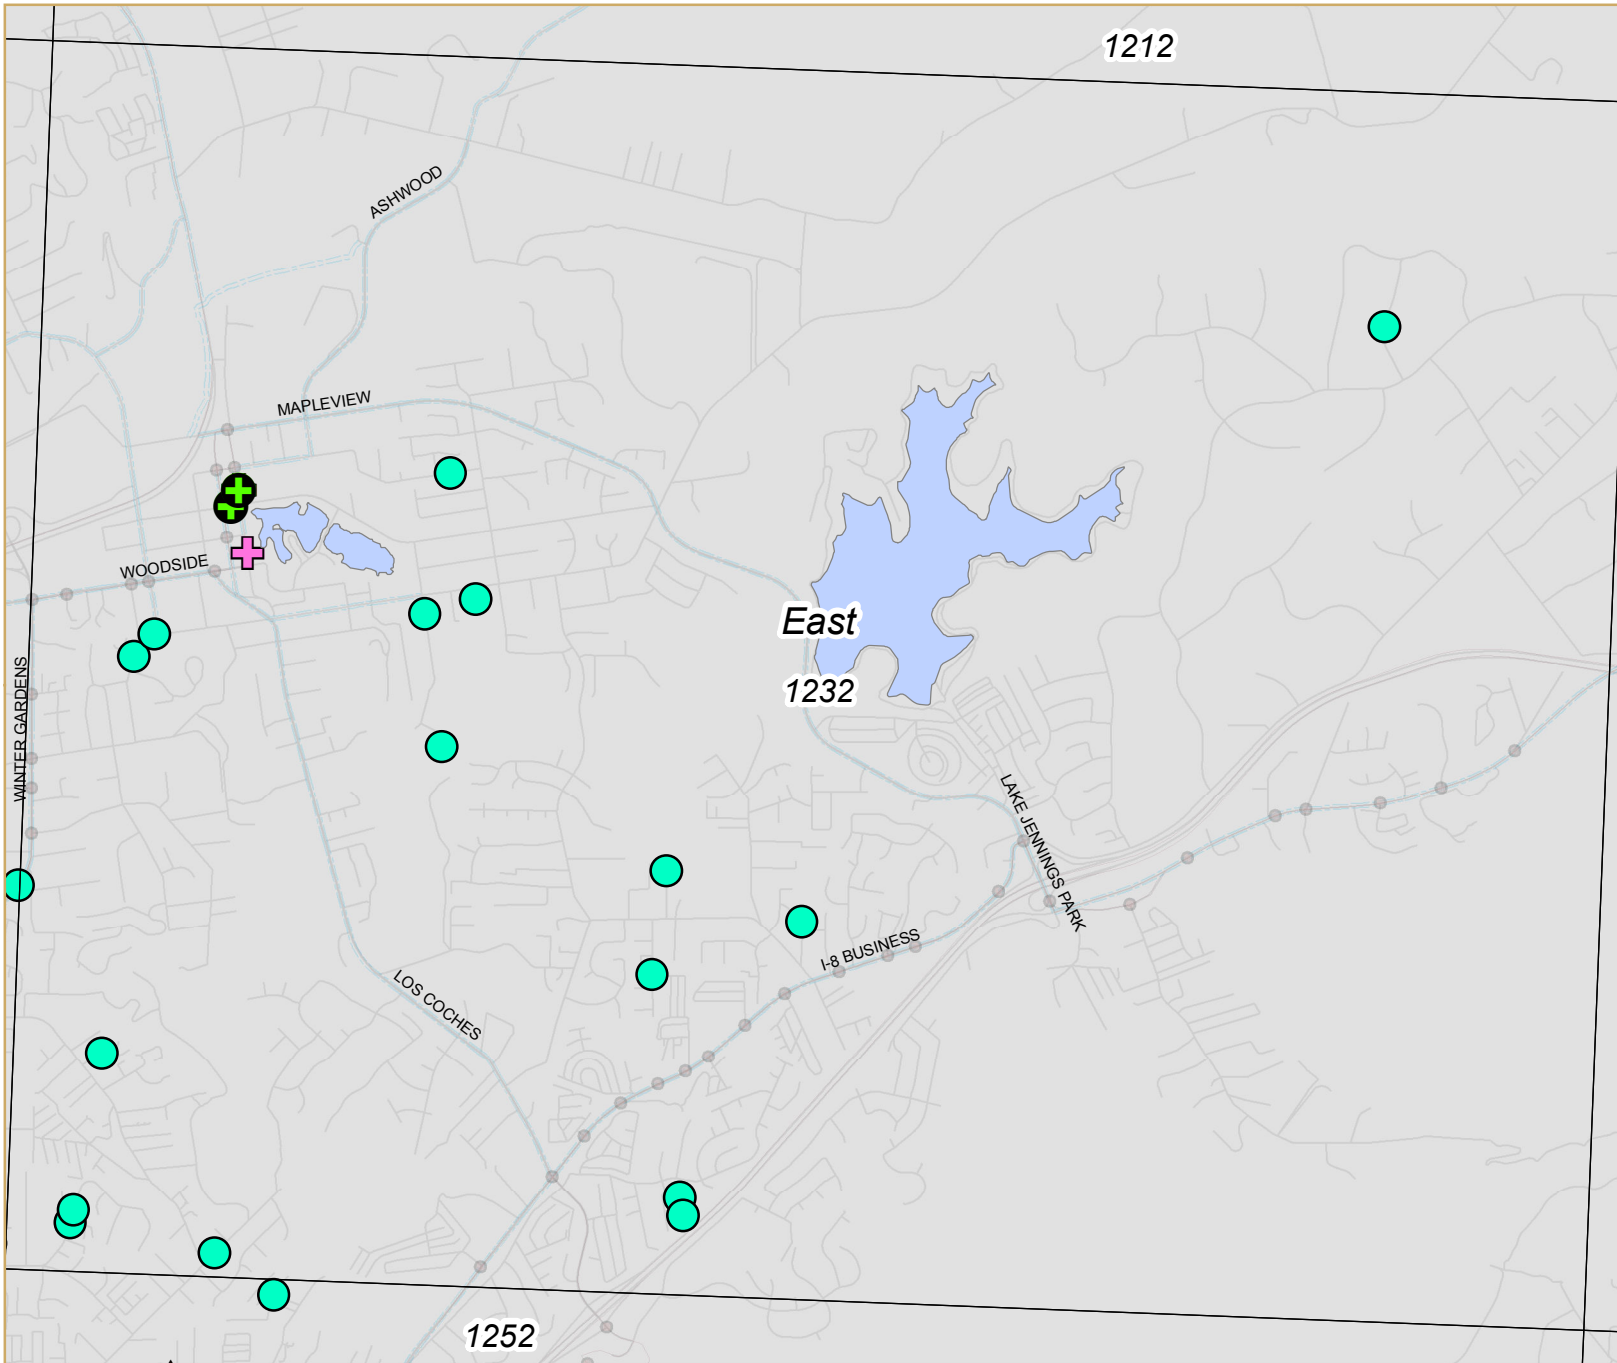 1212
ASHWOOD
MAPLEVIEW
WOODSIDE
East
1232
WINTER GARDENS
LAKE JENNINGS PARK
I-8 BUSINESS
LOS COCHES
1252